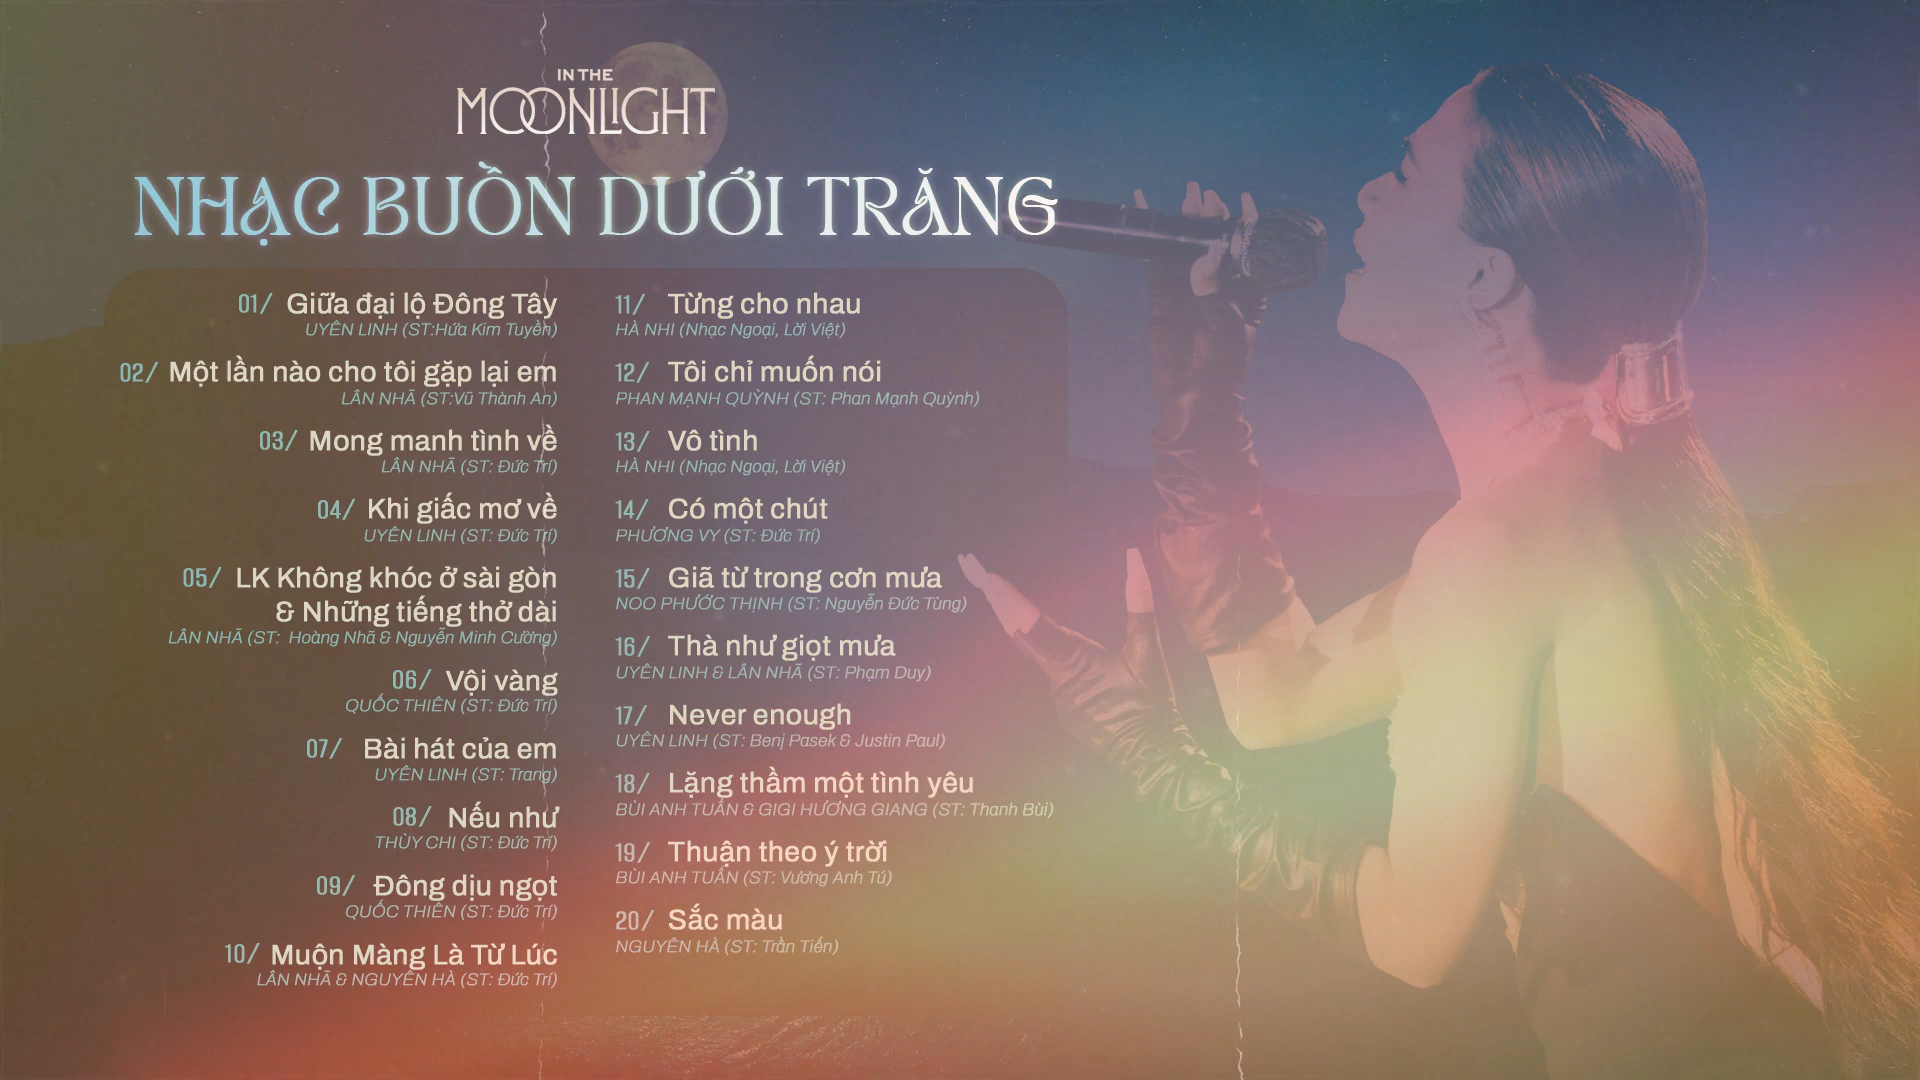 IN THE
MOONLIGHT
NHẠC BUỒN DƯỚI TRĂNG
01/ Giữa đại lộ Đông Tây
UYÊN LINH (ST:Hứa Kim Tuyền)
02/ Một lần nào cho tôi gặp lại em
LÂN NHÃ (ST:Vũ Thành An)
03/ Mong manh tình về
LÂN NHÃ (ST: Đức Trí)
04/ Khi giấc mơ về
UYÊN LINH (ST: Đức Trí)
05/ LK Không khóc ở sài gòn
& Những tiếng thở dài
LÂN NHÃ (ST: Hoàng Nhã & Nguyễn Minh Cường)
06/ Vội vàng
QUỐC THIÊN (ST: Đức Trí)
07/ Bài hát của em
UYÊN LINH (ST: Trang)
08/ Nếu như
THÙY CHI (ST: Đức Trí)
09/ Đông dịu ngọt
QUỐC THIÊN (ST: Đức Trí)
10/ Muộn Màng Là Từ Lúc
LÂN NHÃ & NGUYÊN HÀ (ST: Đức Trí)
11/ Từng cho nhau
HÀ NHI (Nhạc Ngoại, Lời Việt)
12/ Tôi chỉ muốn nói
PHAN MẠNH QUỲNH (ST: Phan Mạnh Quỳnh)
13/ Vô tình
HÀ NHI (Nhạc Ngoại, Lời Việt)
14/ Có một chút
PHƯƠNG VY (ST: Đức Trí)
15/ Giã từ trong cơn mưa
NOO PHƯỚC THỊNH (ST: Nguyễn Đức Tùng)
16/ Thà như giọt mưa
UYÊN LINH & LÂN NHÃ (ST: Phạm Duy)
17/ Never enough
UYÊN LINH (ST: Benj Pasek & Justin Paul)
18/ Lặng thầm một tình yêu
BÙI ANH TUẤN & GIGI HƯƠNG GIANG (ST: Thanh Bùi)
19/ Thuận theo ý trời
BÙI ANH TUẤN (ST: Vương Anh Tú)
20/ Sắc màu
NGUYÊN HÀ (ST: Trần Tiến)